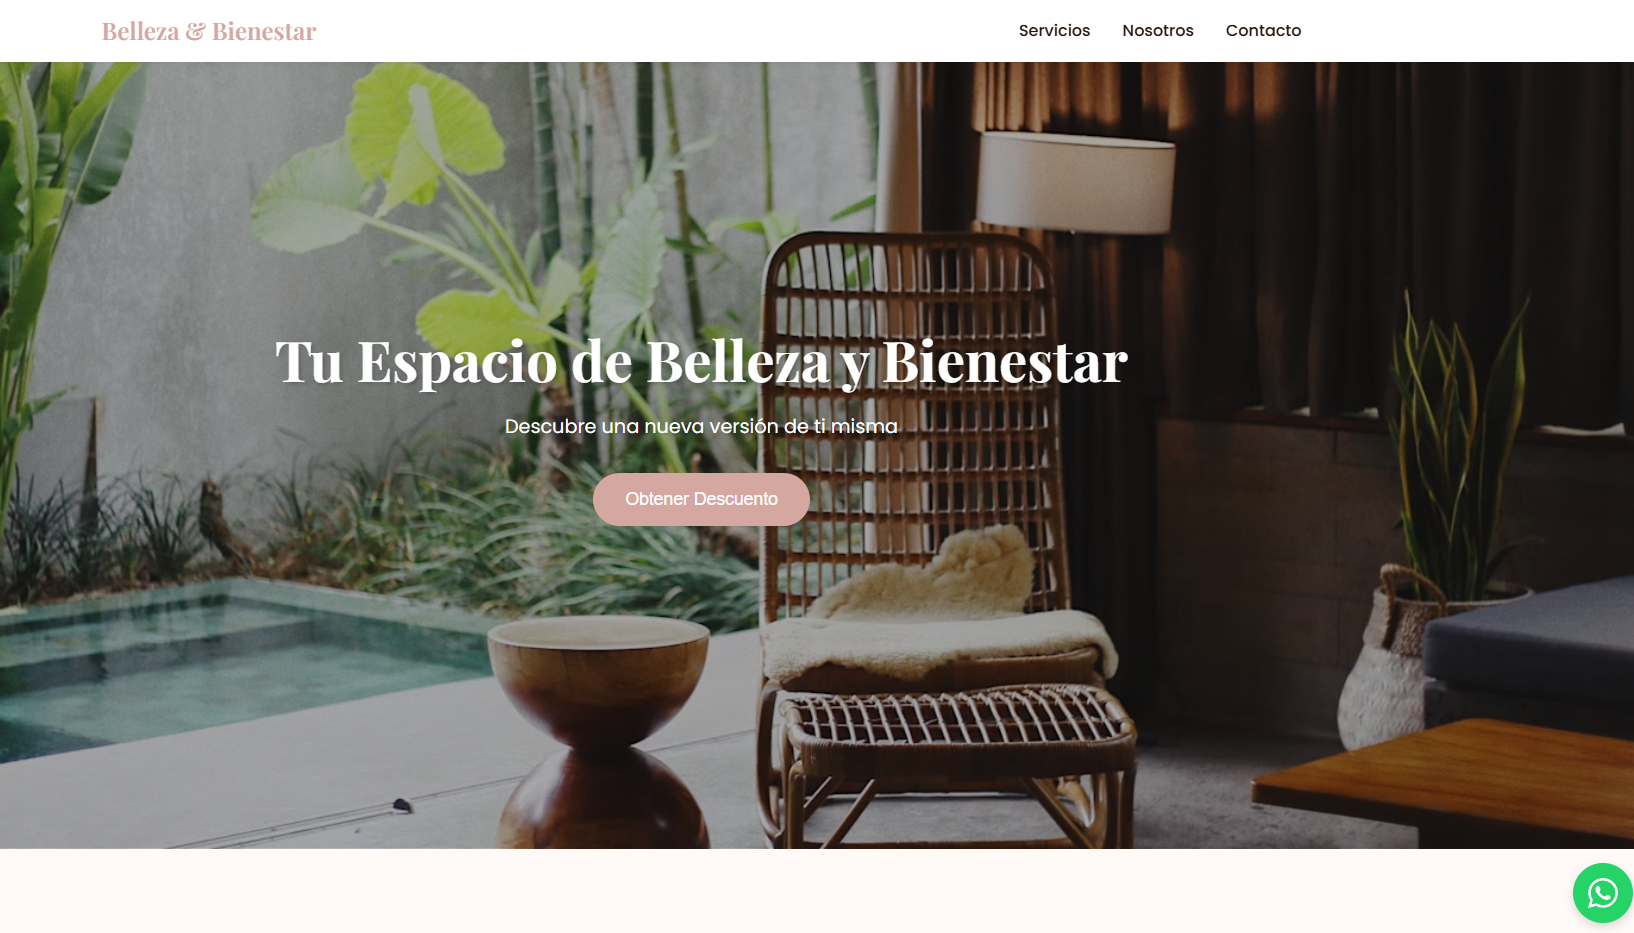 Belleza & Bienestar
Servicios Nosotros Contacto
Tu Espacio de Belleza y Bienestar
Descubre una nueva versión de ti misma
Obtener Descuento